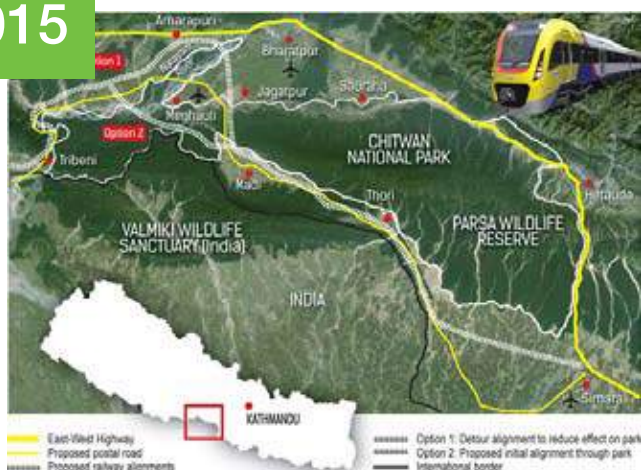 015
Amarapuri
Option 1
Bharatpur
Jagatpur
Sauraha
Meghauli
Option 2
CHITWAN
NATIONAL PARK
Tribeni
Hetauda
Madi
Thori
VALMIKI WILDLIFE
SANCTUARY (India)
PARSA WILDLIFE
RESERVE
INDIA
Simara
KATHMANDU
East-West Highway
Proposed postal road
Proposed railway alignments
Option 1: Detour alignment to reduce effect on park
Option 2: Proposed initial alignment through park
International border